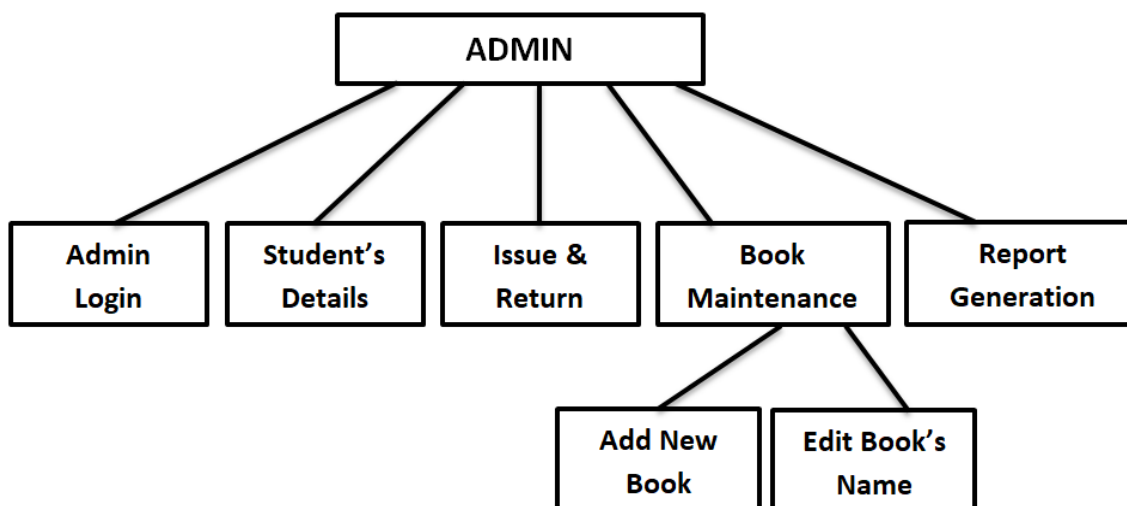 ADMIN
Admin
Login
Student’s
Details
Issue &
Return
Book
Maintenance
Report
Generation
Add New
Book
Edit Book’s
Name